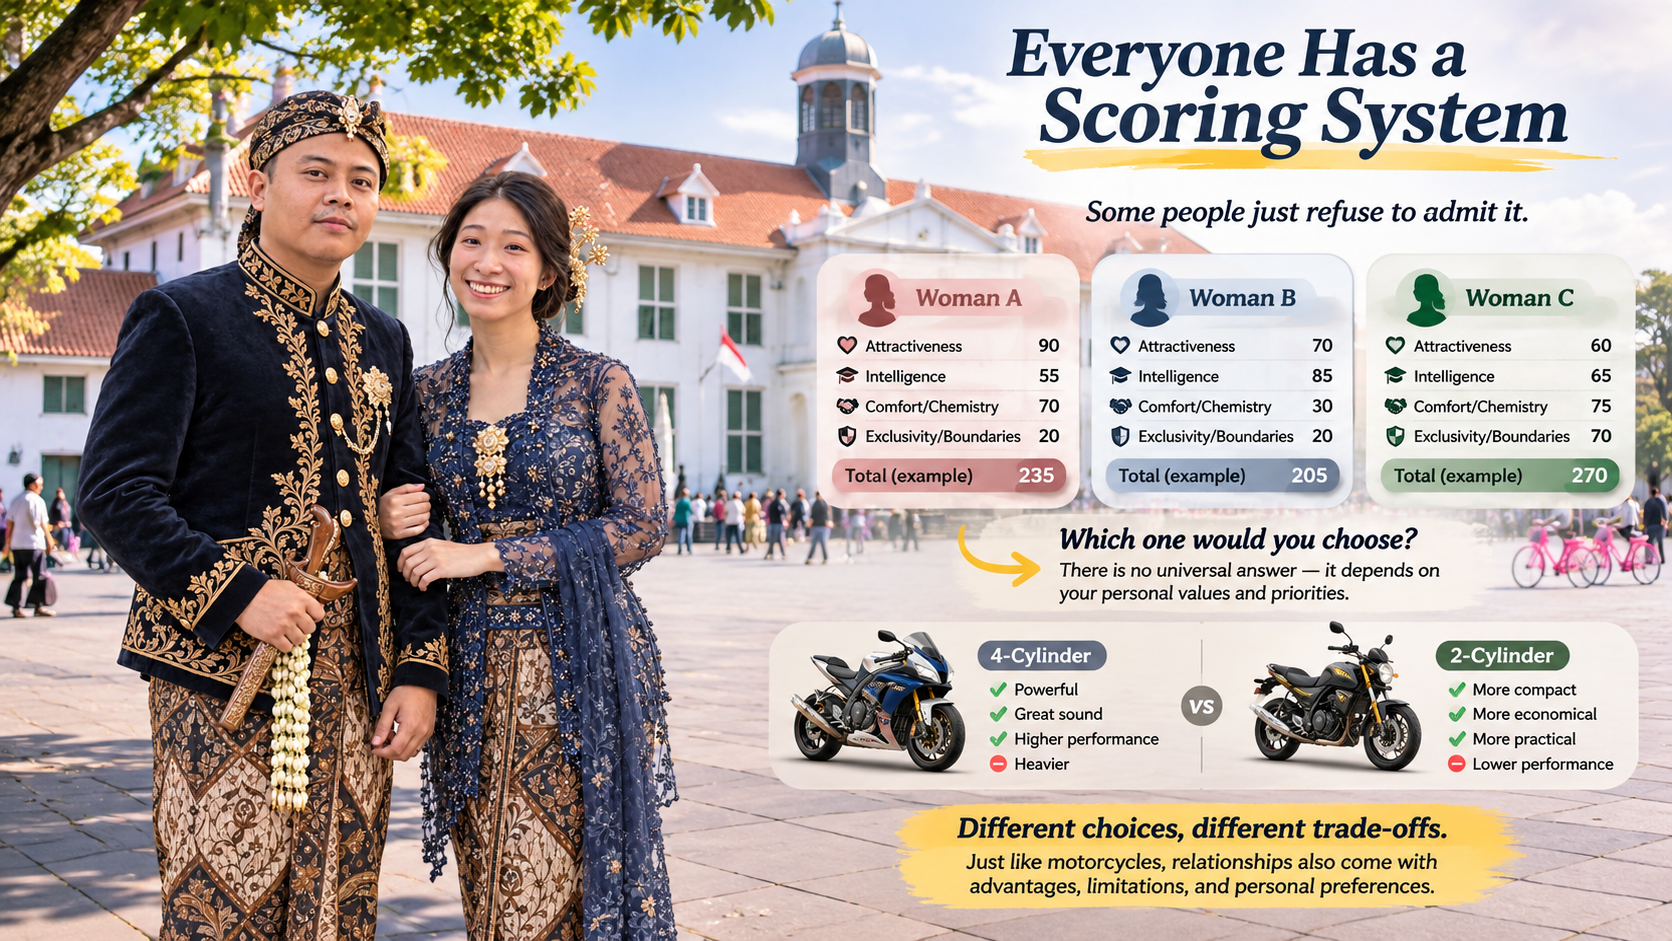 Everyone Has a
Scoring System
Some people just refuse to admit it.
Woman A
Attractiveness 90
Intelligence 55
Comfort/Chemistry 70
Exclusivity/Boundaries 20
Total (example) 235
Woman B
Attractiveness 70
Intelligence 85
Comfort/Chemistry 30
Exclusivity/Boundaries 20
Total (example) 205
Woman C
Attractiveness 60
Intelligence 65
Comfort/Chemistry 75
Exclusivity/Boundaries 70
Total (example) 270
Which one would you choose?
There is no universal answer — it depends on
your personal values and priorities.
4-Cylinder
Powerful
Great sound
Higher performance
Heavier
VS
2-Cylinder
More compact
More economical
More practical
Lower performance
Different choices, different trade-offs.
Just like motorcycles, relationships also come with
advantages, limitations, and personal preferences.